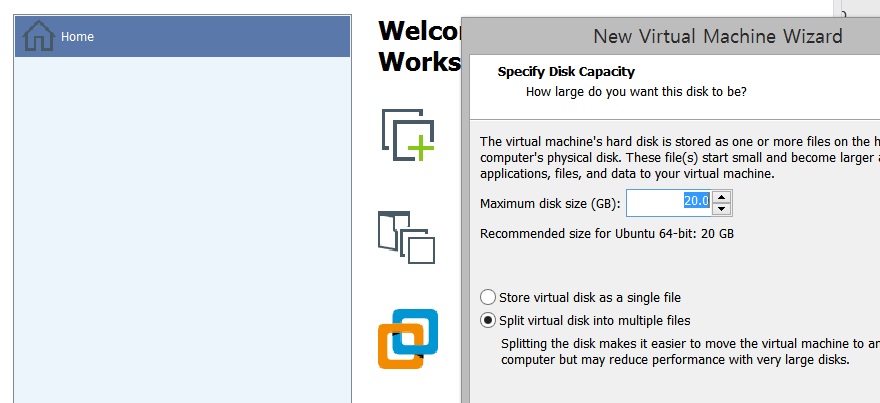 Home
Welco
Works
New Virtual Machine Wizard
Specify Disk Capacity
How large do you want this disk to be?
The virtual machine's hard disk is stored as one or more files on the h
computer's physical disk. These file(s) start small and become larger a
applications, files, and data to your virtual machine.
Maximum disk size (GB): 20.0
Recommended size for Ubuntu 64-bit: 20 GB
Store virtual disk as a single file
Split virtual disk into multiple files
Splitting the disk makes it easier to move the virtual machine to an
computer but may reduce performance with very large disks.